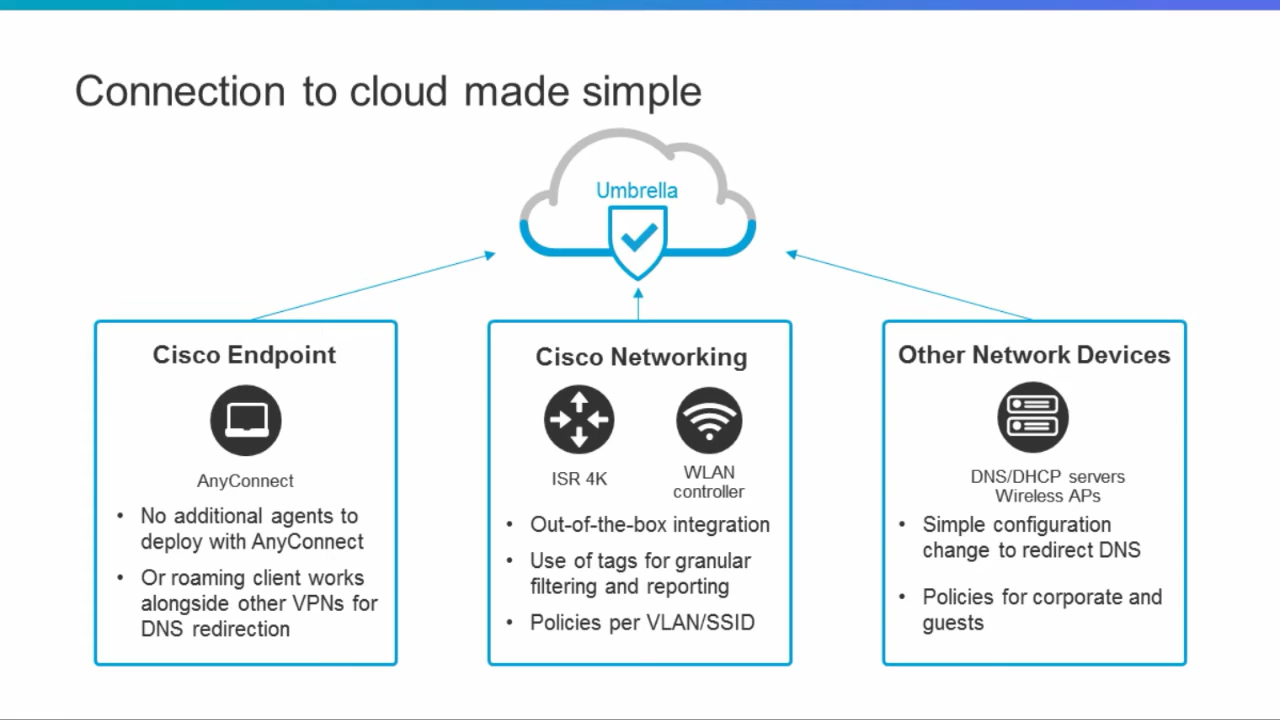 Connection to cloud made simple
Umbrella
Cisco Endpoint
AnyConnect
• No additional agents to
deploy with AnyConnect
• Or roaming client works
alongside other VPNs for
DNS redirection
Cisco Networking
ISR 4K
WLAN
controller
• Out-of-the-box integration
• Use of tags for granular
filtering and reporting
• Policies per VLAN/SSID
Other Network Devices
DNS/DHCP servers
Wireless APs
• Simple configuration
change to redirect DNS
• Policies for corporate and
guests